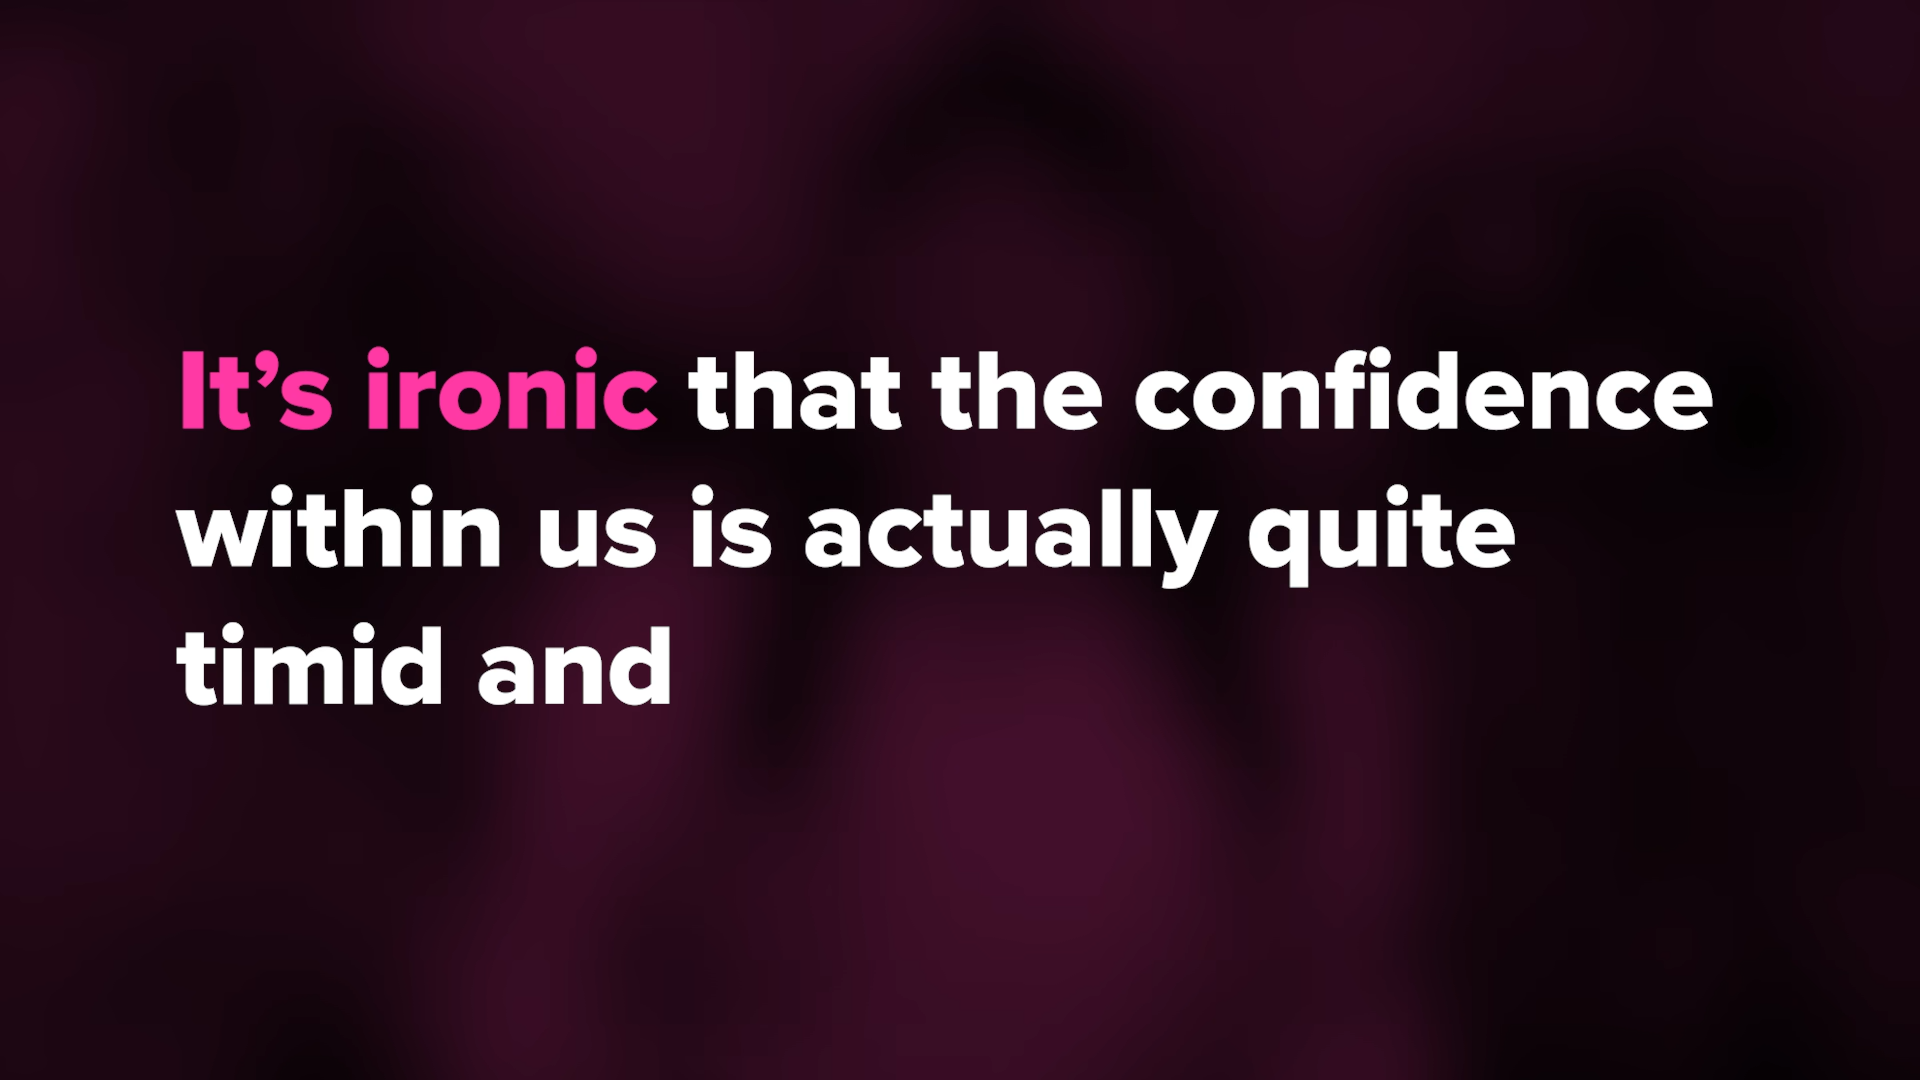 It’s ironic that the confidence
within us is actually quite
timid and